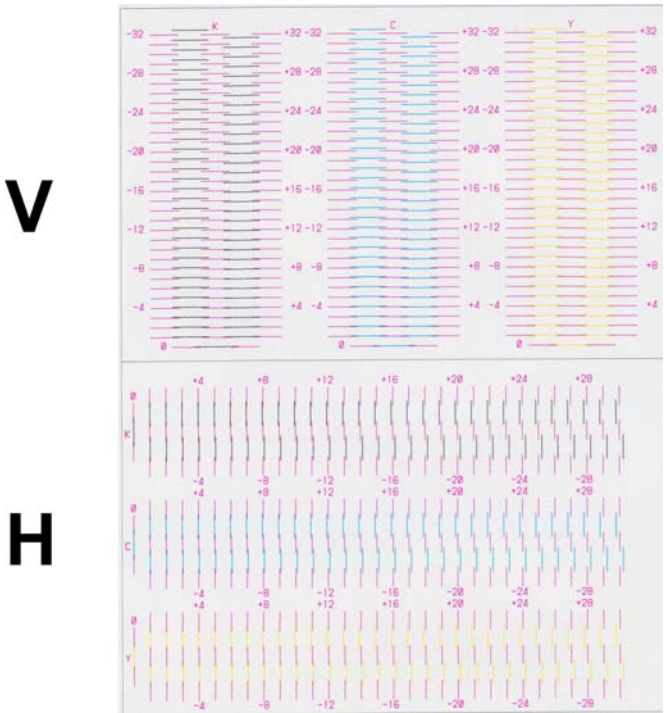 K C Y
-32 +32 -32 +32 -32 +32
-28 +28 -28 +28 -28 +28
-24 +24 -24 +24 -24 +24
-20 +20 -20 +20 -20 +20
-16 +16 -16 +16 -16 +16
V
-12 +12 -12 +12 -12 +12
-8 +8 -8 +8 -8 +8
-4 +4 -4 +4 -4 +4
0 0 0
+4 +8 +12 +16 +20 +24 +28
0
K
-4 -8 -12 -16 -20 -24 -28
+4 +8 +12 +16 +20 +24 +28
0
H
C
-4 -8 -12 -16 -20 -24 -28
+4 +8 +12 +16 +20 +24 +28
0
Y
-4 -8 -12 -16 -20 -24 -28